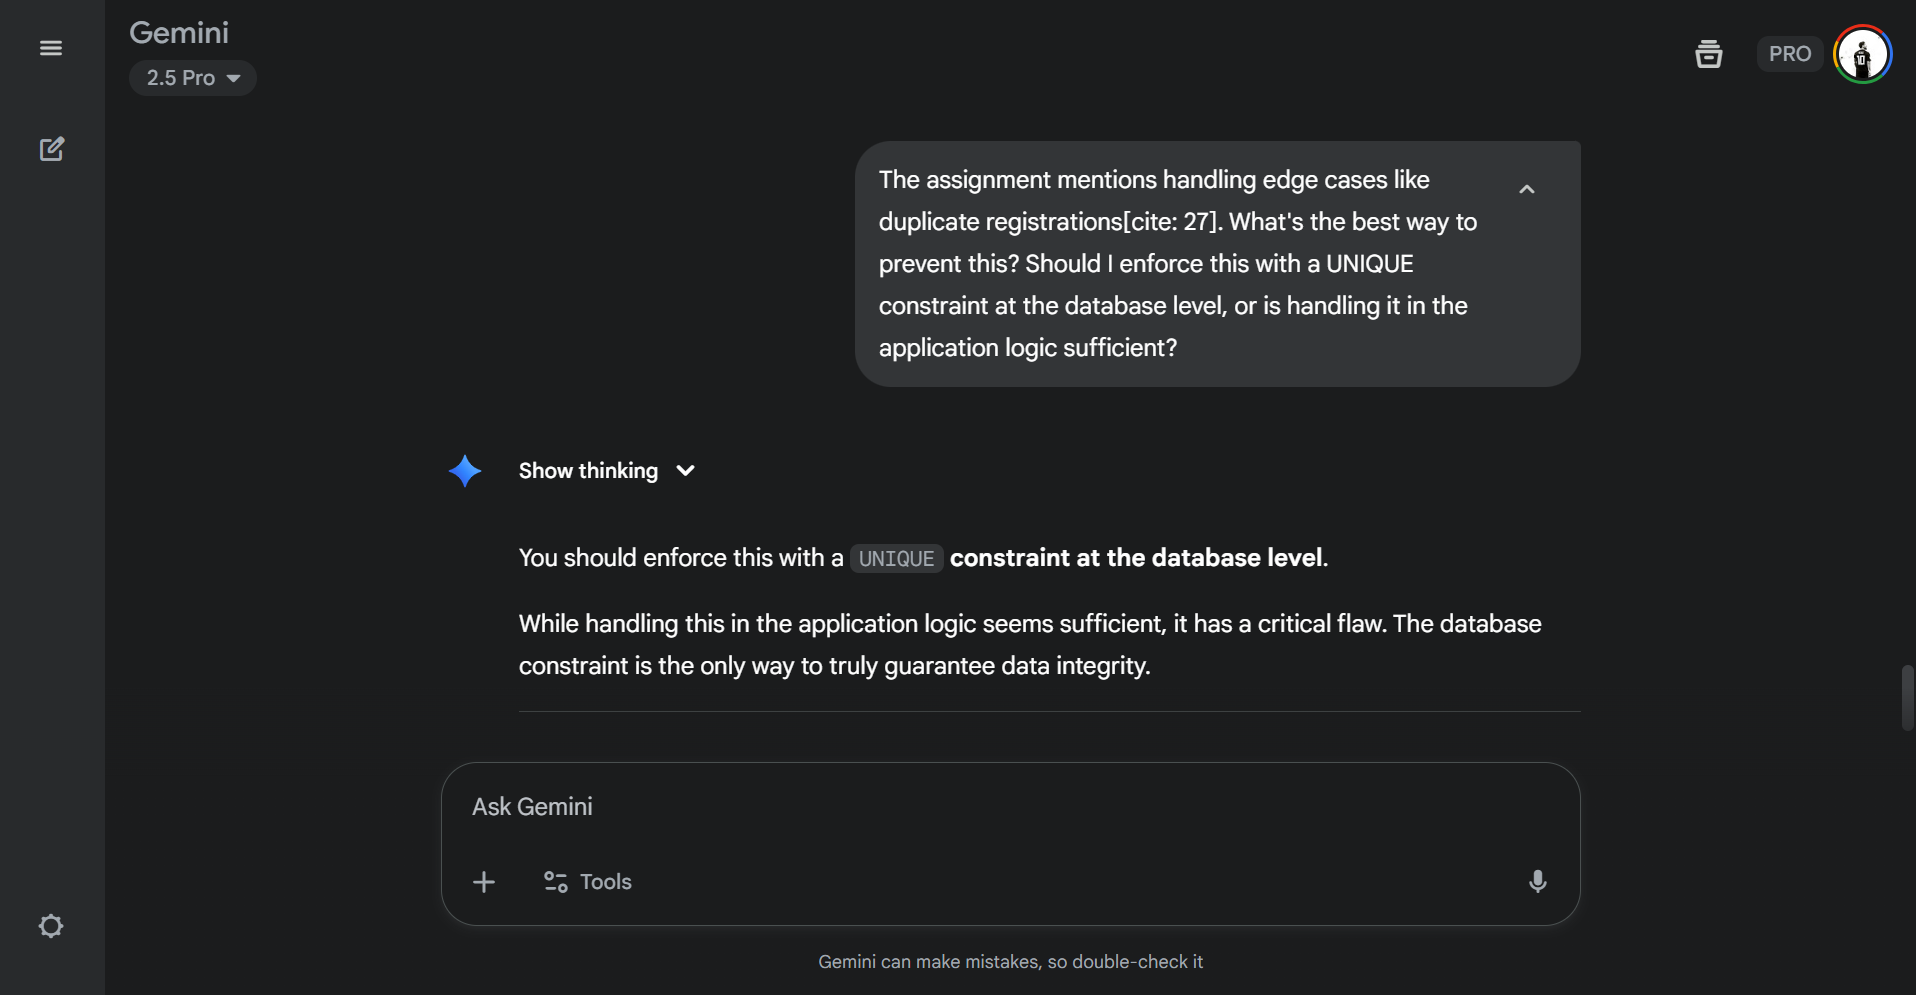 Gemini
2.5 Pro
PRO
The assignment mentions handling edge cases like
duplicate registrations[cite: 27]. What's the best way to
prevent this? Should I enforce this with a UNIQUE
constraint at the database level, or is handling it in the
application logic sufficient?
Show thinking
You should enforce this with a UNIQUE constraint at the database level.
While handling this in the application logic seems sufficient, it has a critical flaw. The database
constraint is the only way to truly guarantee data integrity.
Ask Gemini
Tools
Gemini can make mistakes, so double-check it